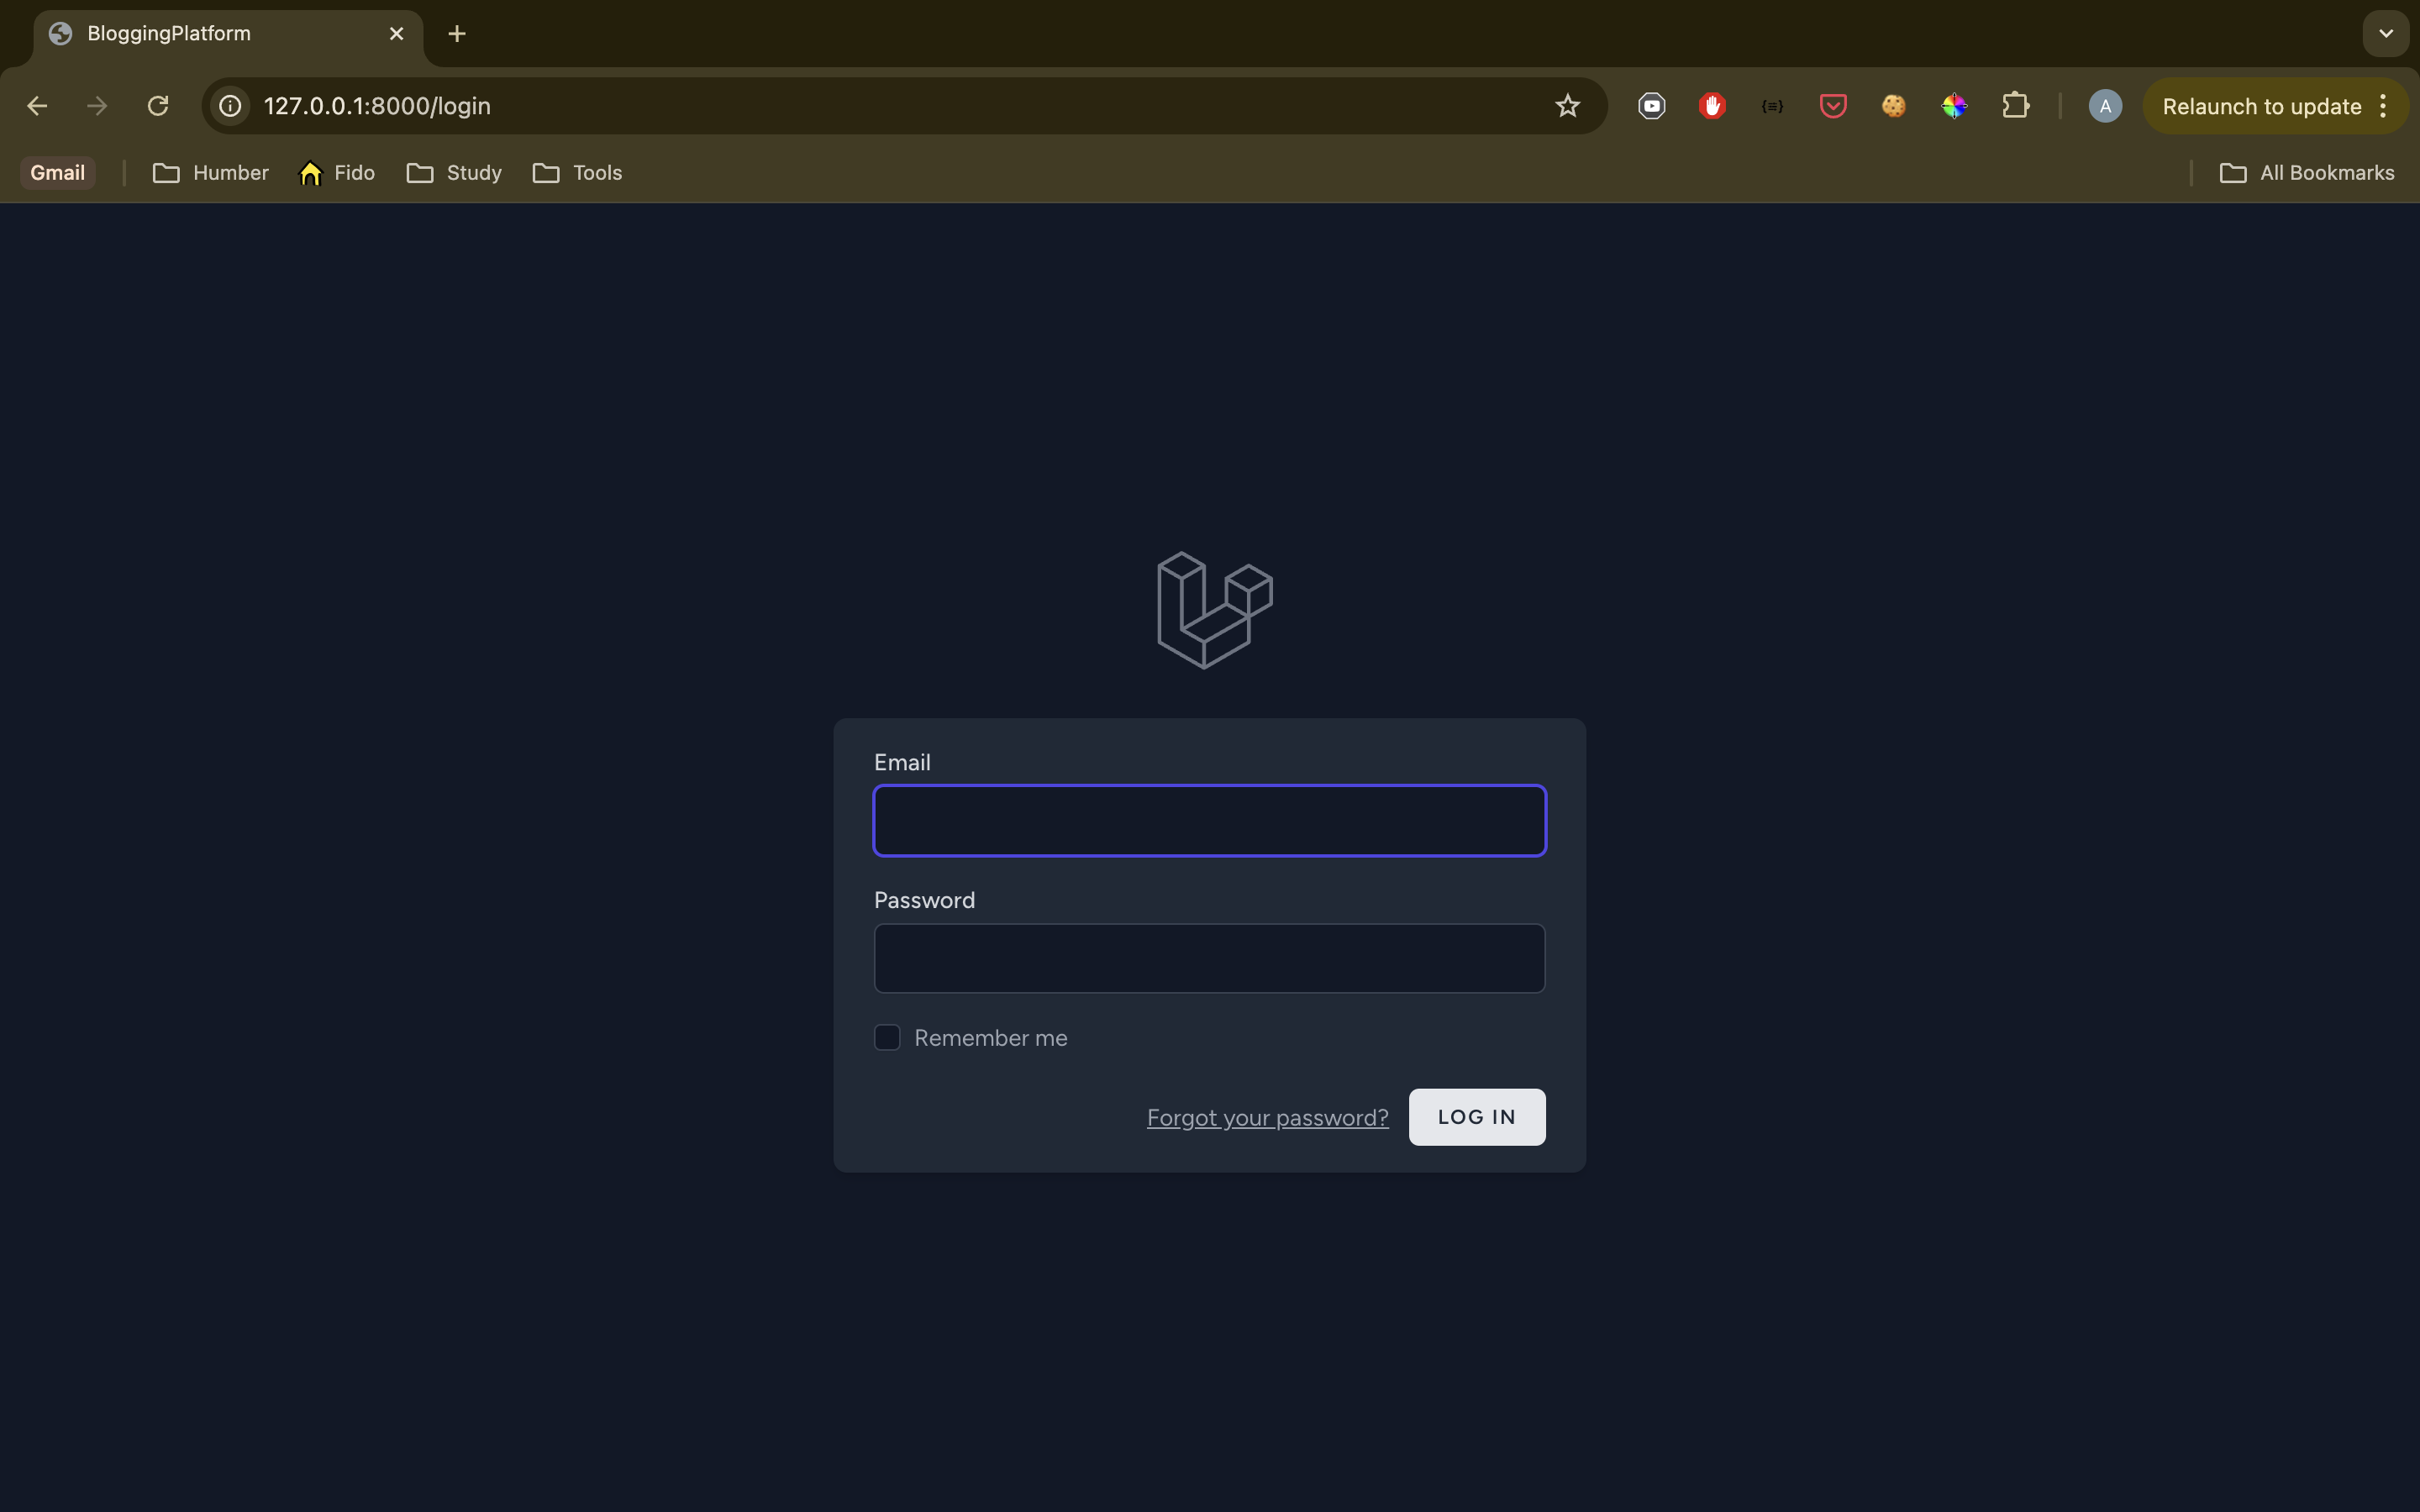 BloggingPlatform
127.0.0.1:8000/login
A
Relaunch to update
Gmail
Humber
Fido
Study
Tools
All Bookmarks
Email
Password
Remember me
Forgot your password?
LOG IN